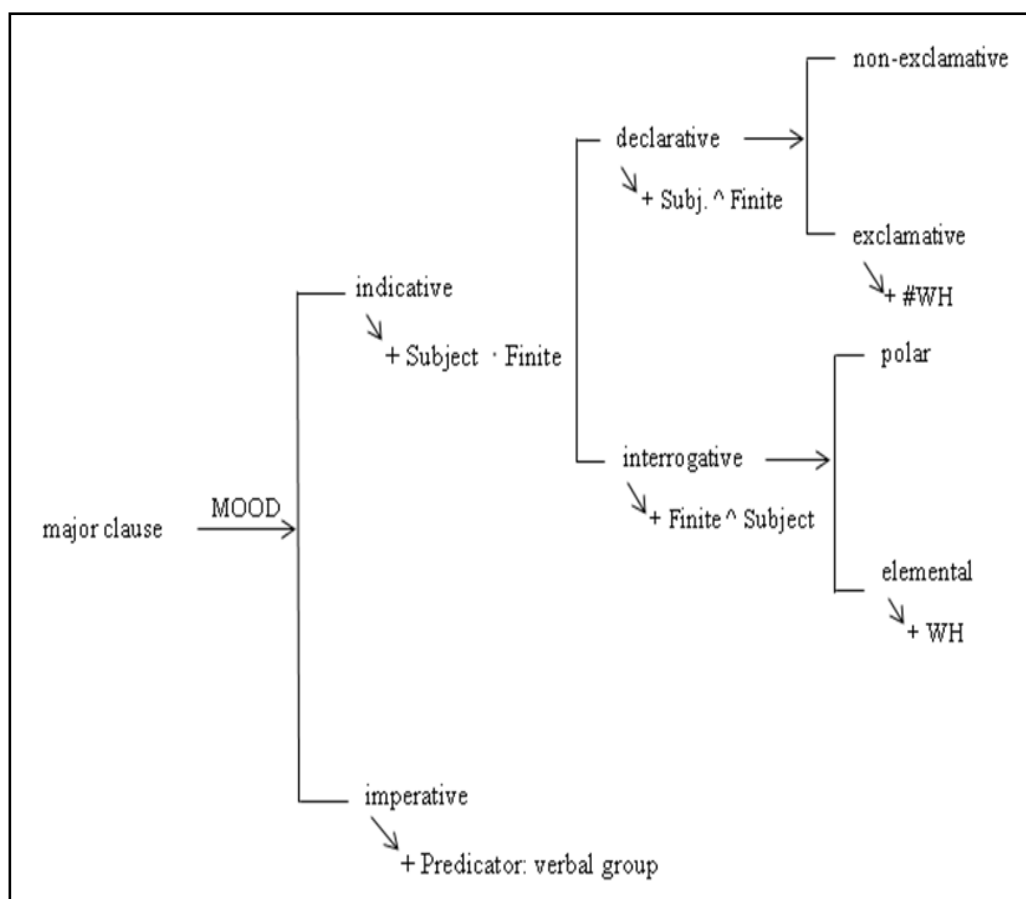 non-exclamative
declarative
+ Subj. ^ Finite
exclamative
+ #WH
indicative
+ Subject · Finite
polar
interrogative
+ Finite ^ Subject
MOOD
major clause
elemental
+ WH
imperative
+ Predicator: verbal group